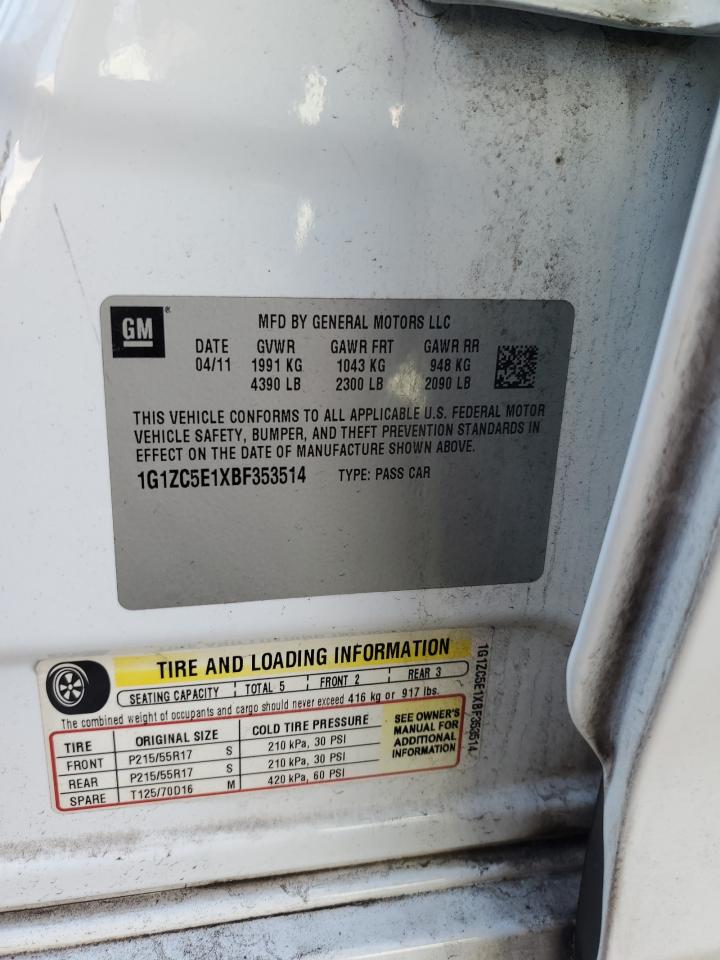 GM ®
MFD BY GENERAL MOTORS LLC
DATE GVWR GAWR FRT GAWR RR
04/11 1991 KG 1043 KG 948 KG
4390 LB 2300 LB 2090 LB
THIS VEHICLE CONFORMS TO ALL APPLICABLE U.S. FEDERAL MOTOR
VEHICLE SAFETY, BUMPER, AND THEFT PREVENTION STANDARDS IN
EFFECT ON THE DATE OF MANUFACTURE SHOWN ABOVE.
1G1ZC5E1XBF353514 TYPE: PASS CAR
TIRE AND LOADING INFORMATION
SEATING CAPACITY TOTAL 5 FRONT 2 REAR 3
The combined weight of occupants and cargo should never exceed 416 kg or 917 lbs.
TIRE ORIGINAL SIZE COLD TIRE PRESSURE
FRONT P215/55R17 S 210 kPa, 30 PSI
REAR P215/55R17 S 210 kPa, 30 PSI
SPARE T125/70D16 M 420 kPa, 60 PSI
SEE OWNER'S
MANUAL FOR
ADDITIONAL
INFORMATION
1G1ZC5E1XBF353514